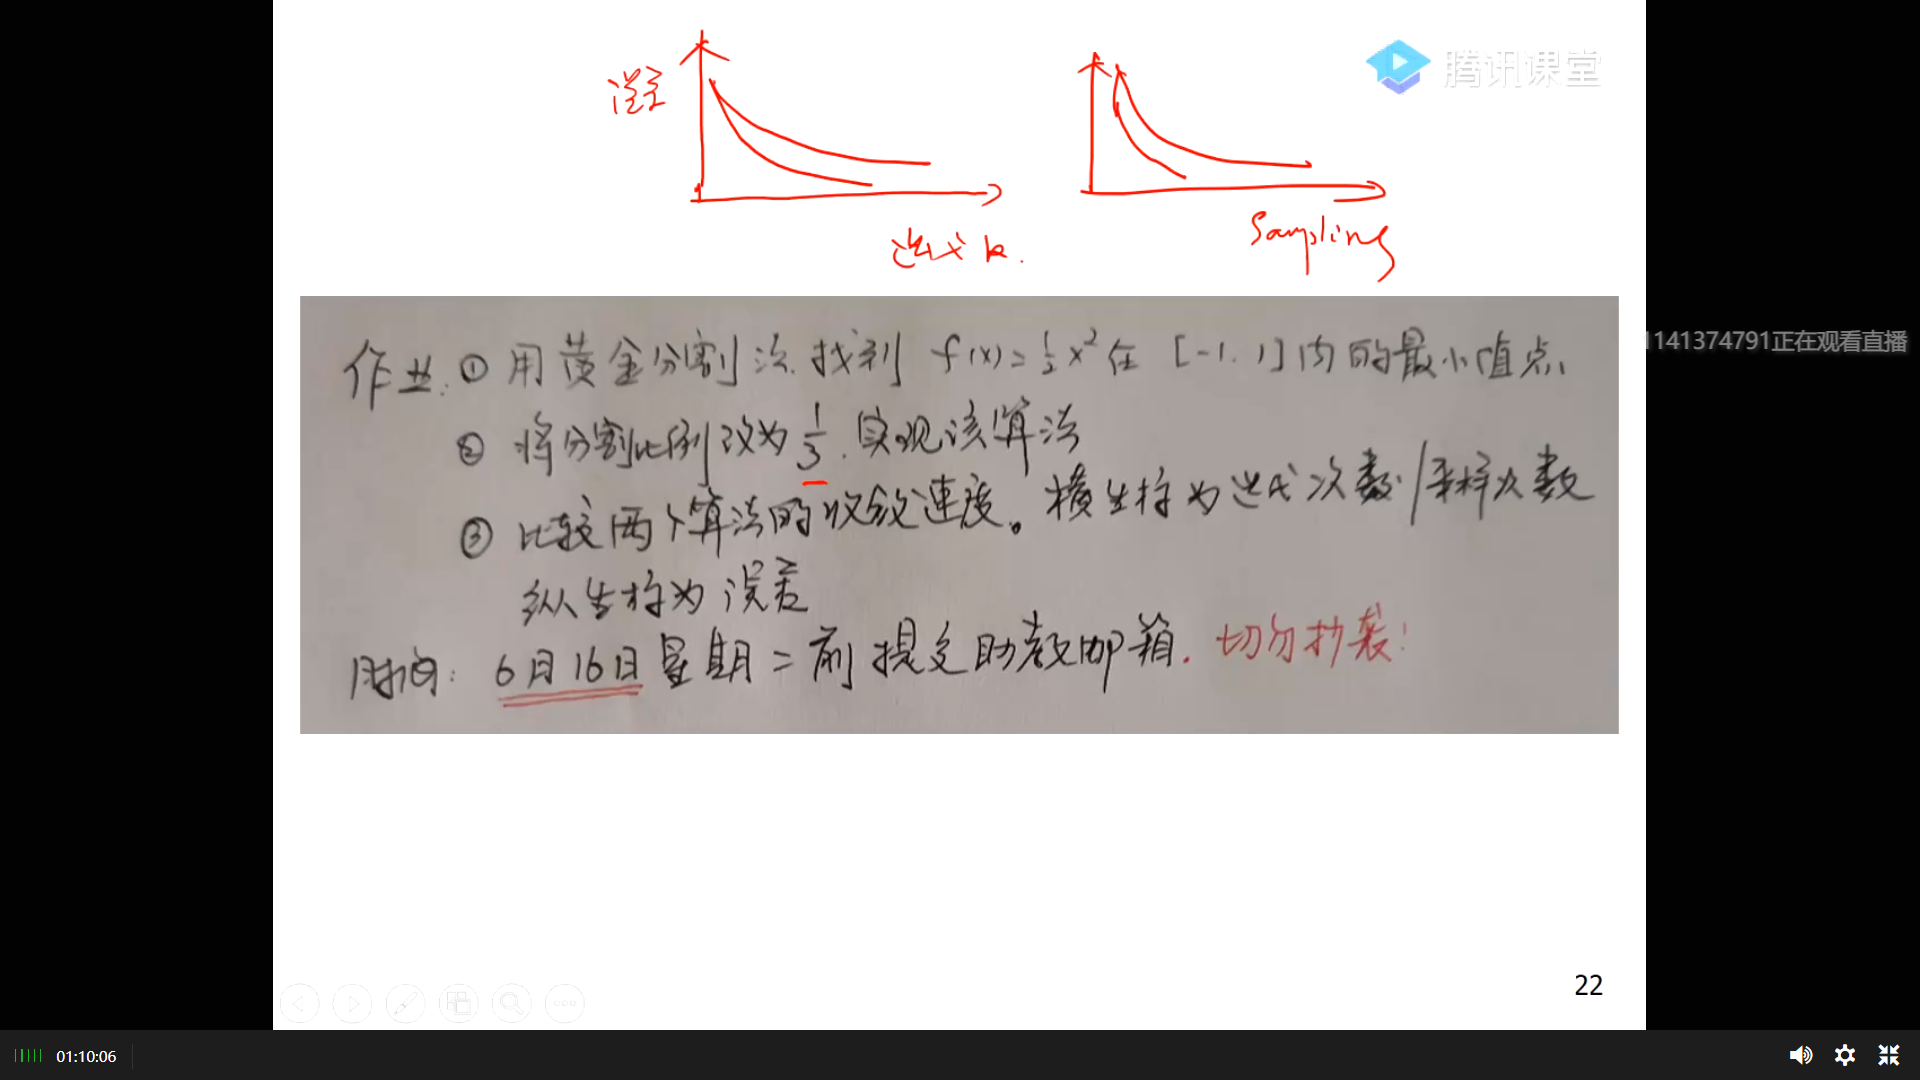 腾讯课堂
误差
迭代 k.
Sampling
1141374791正在观看直播
作业: ① 用黄金分割法找到 f(x)=½x² 在 [-1, 1] 内的最小值点.
② 将分割比例改为 1/3, 实现该算法
③ 比较两个算法的收敛速度。横坐标为迭代次数/采样次数
纵坐标为误差
时间: 6月16日星期二前提交助教邮箱. 切勿抄袭!
22
01:10:06